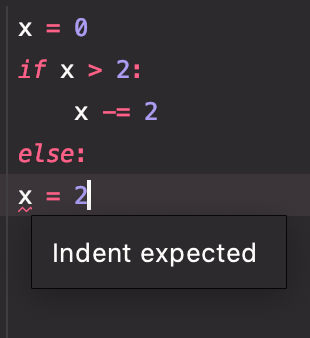 x = 0
if x > 2:
    x -= 2
else:
x = 2
Indent expected